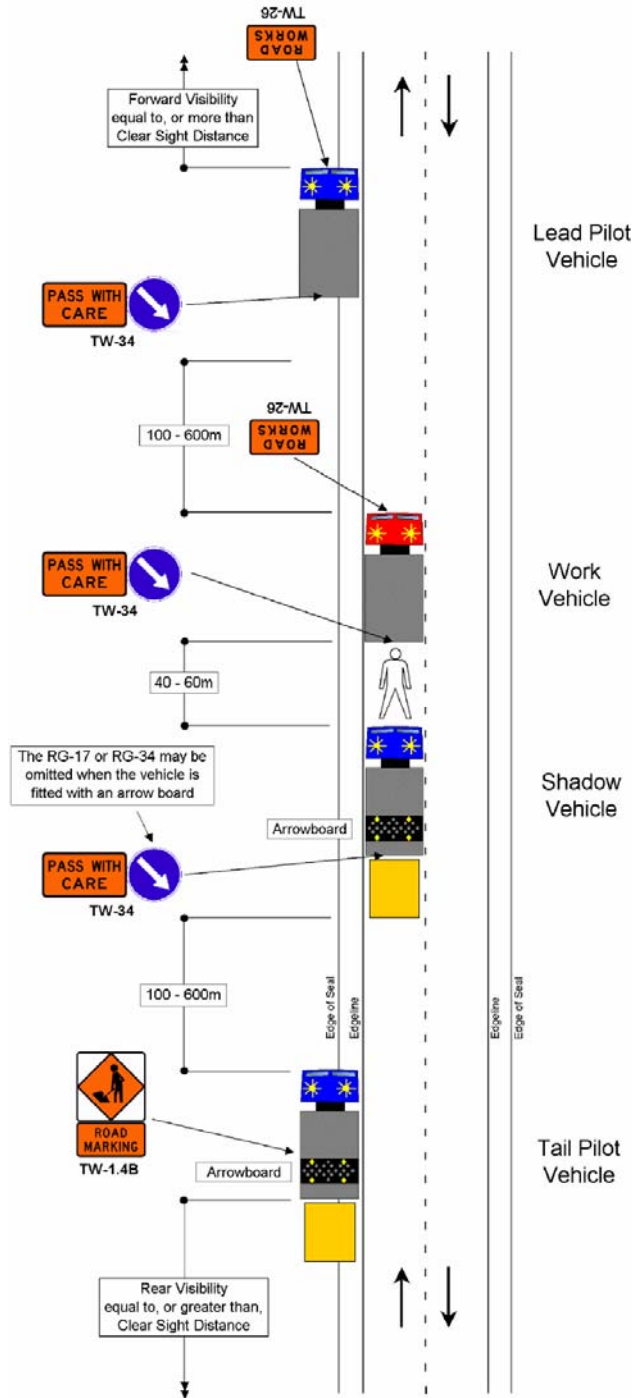 TW-26
ROAD
WORKS
Forward Visibility
equal to, or more than
Clear Sight Distance
Lead Pilot
Vehicle
PASS WITH
CARE
TW-34
TW-26
ROAD
WORKS
100 - 600m
Work
Vehicle
PASS WITH
CARE
TW-34
40 - 60m
The RG-17 or RG-34 may be
omitted when the vehicle is
fitted with an arrow board
Shadow
Vehicle
Arrowboard
PASS WITH
CARE
TW-34
100 - 600m
Edge of Seal
Edgeline
Edgeline
Edge of Seal
ROAD
MARKING
TW-1.4B
Arrowboard
Tail Pilot
Vehicle
Rear Visibility
equal to, or greater than,
Clear Sight Distance